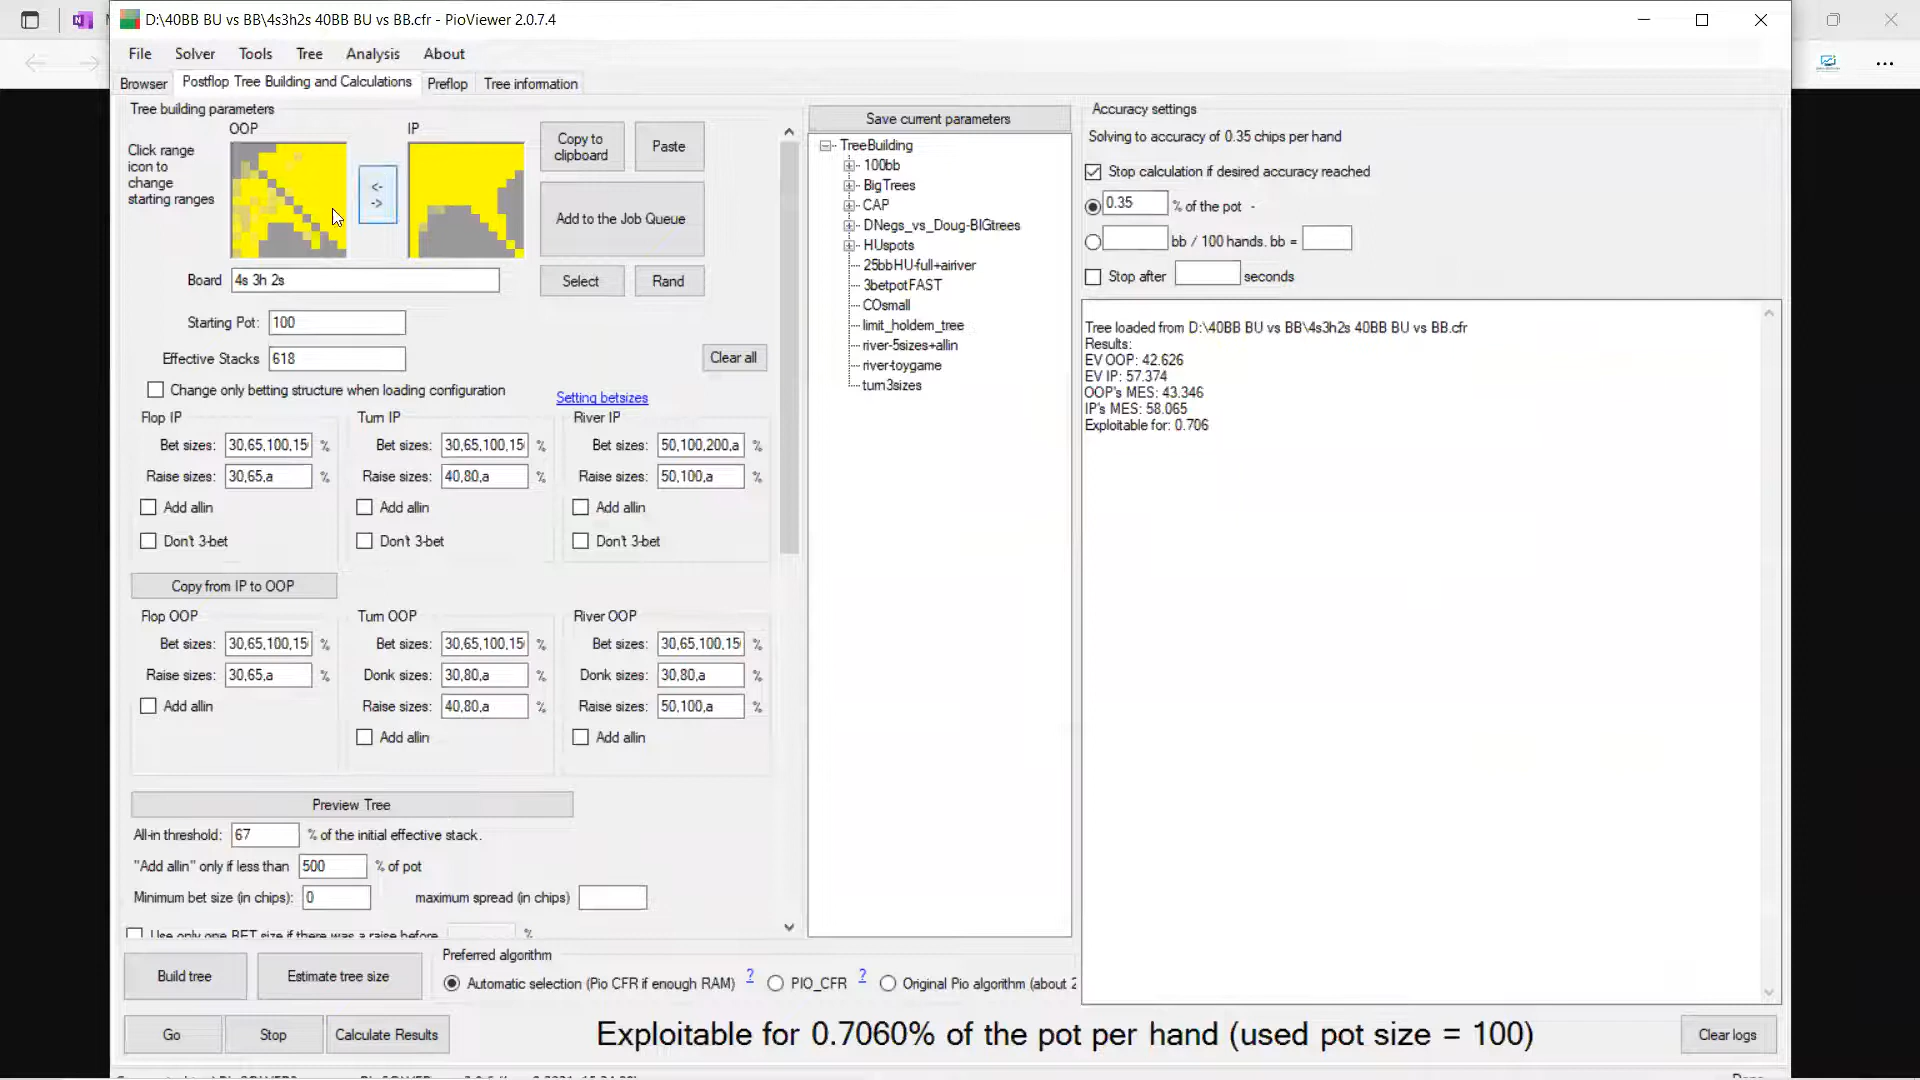 D:\40BB BU vs BB\4s3h2s 40BB BU vs BB.cfr - PioViewer 2.0.7.4
File Solver Tools Tree Analysis About
Browser Postflop Tree Building and Calculations Preflop Tree information
Tree building parameters
OOP IP
Click range
icon to
change
starting ranges
<-
->
Copy to
clipboard
Paste
Add to the Job Queue
Board 4s 3h 2s
Select Rand
Starting Pot: 100
Effective Stacks 618
Clear all
Change only betting structure when loading configuration
Setting betsizes
Flop IP Turn IP River IP
Bet sizes: 30,65,100,15 % Bet sizes: 30,65,100,15 % Bet sizes: 50,100,200,a %
Raise sizes: 30,65,a % Raise sizes: 40,80,a % Raise sizes: 50,100,a %
Add allin Add allin Add allin
Don't 3-bet Don't 3-bet Don't 3-bet
Copy from IP to OOP
Flop OOP Turn OOP River OOP
Bet sizes: 30,65,100,15 % Bet sizes: 30,65,100,15 % Bet sizes: 30,65,100,15 %
Raise sizes: 30,65,a % Donk sizes: 30,80,a % Donk sizes: 30,80,a %
Add allin Raise sizes: 40,80,a % Raise sizes: 50,100,a %
Add allin Add allin
Preview Tree
All-in threshold: 67 % of the initial effective stack.
"Add allin" only if less than 500 % of pot
Minimum bet size (in chips): 0 maximum spread (in chips)
Use only one BET size if there was a raise before %
Build tree Estimate tree size
Preferred algorithm
Automatic selection (Pio CFR if enough RAM) ? PIO_CFR ? Original Pio algorithm (about 2
Go Stop Calculate Results
Exploitable for 0.7060% of the pot per hand (used pot size = 100)
Clear logs
Save current parameters
TreeBuilding
100bb
BigTrees
CAP
DNegs_vs_Doug-BIGtrees
HUspots
25bbHU-full+airiver
3betpotFAST
COsmall
limit_holdem_tree
river-5sizes+allin
river-toygame
turn3sizes
Accuracy settings
Solving to accuracy of 0.35 chips per hand
Stop calculation if desired accuracy reached
0.35 % of the pot -
bb / 100 hands. bb =
Stop after seconds
Tree loaded from D:\40BB BU vs BB\4s3h2s 40BB BU vs BB.cfr
Results:
EV OOP: 42.626
EV IP: 57.374
OOP's MES: 43.346
IP's MES: 58.065
Exploitable for: 0.706